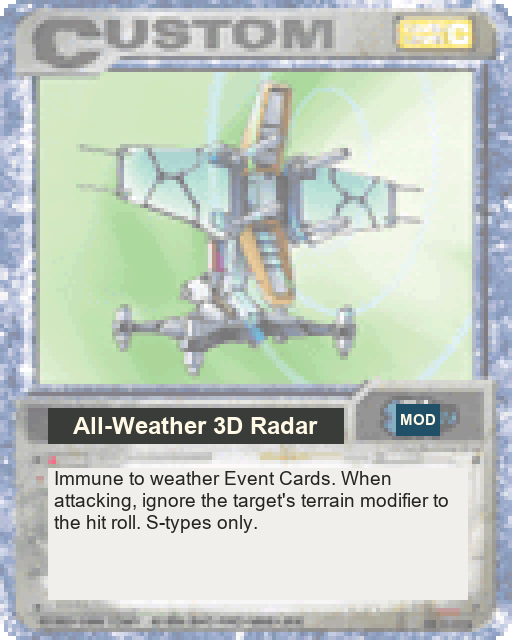 CUSTOM
C
All-Weather 3D Radar
MOD
Immune to weather Event Cards. When
attacking, ignore the target's terrain modifier to
the hit roll. S-types only.